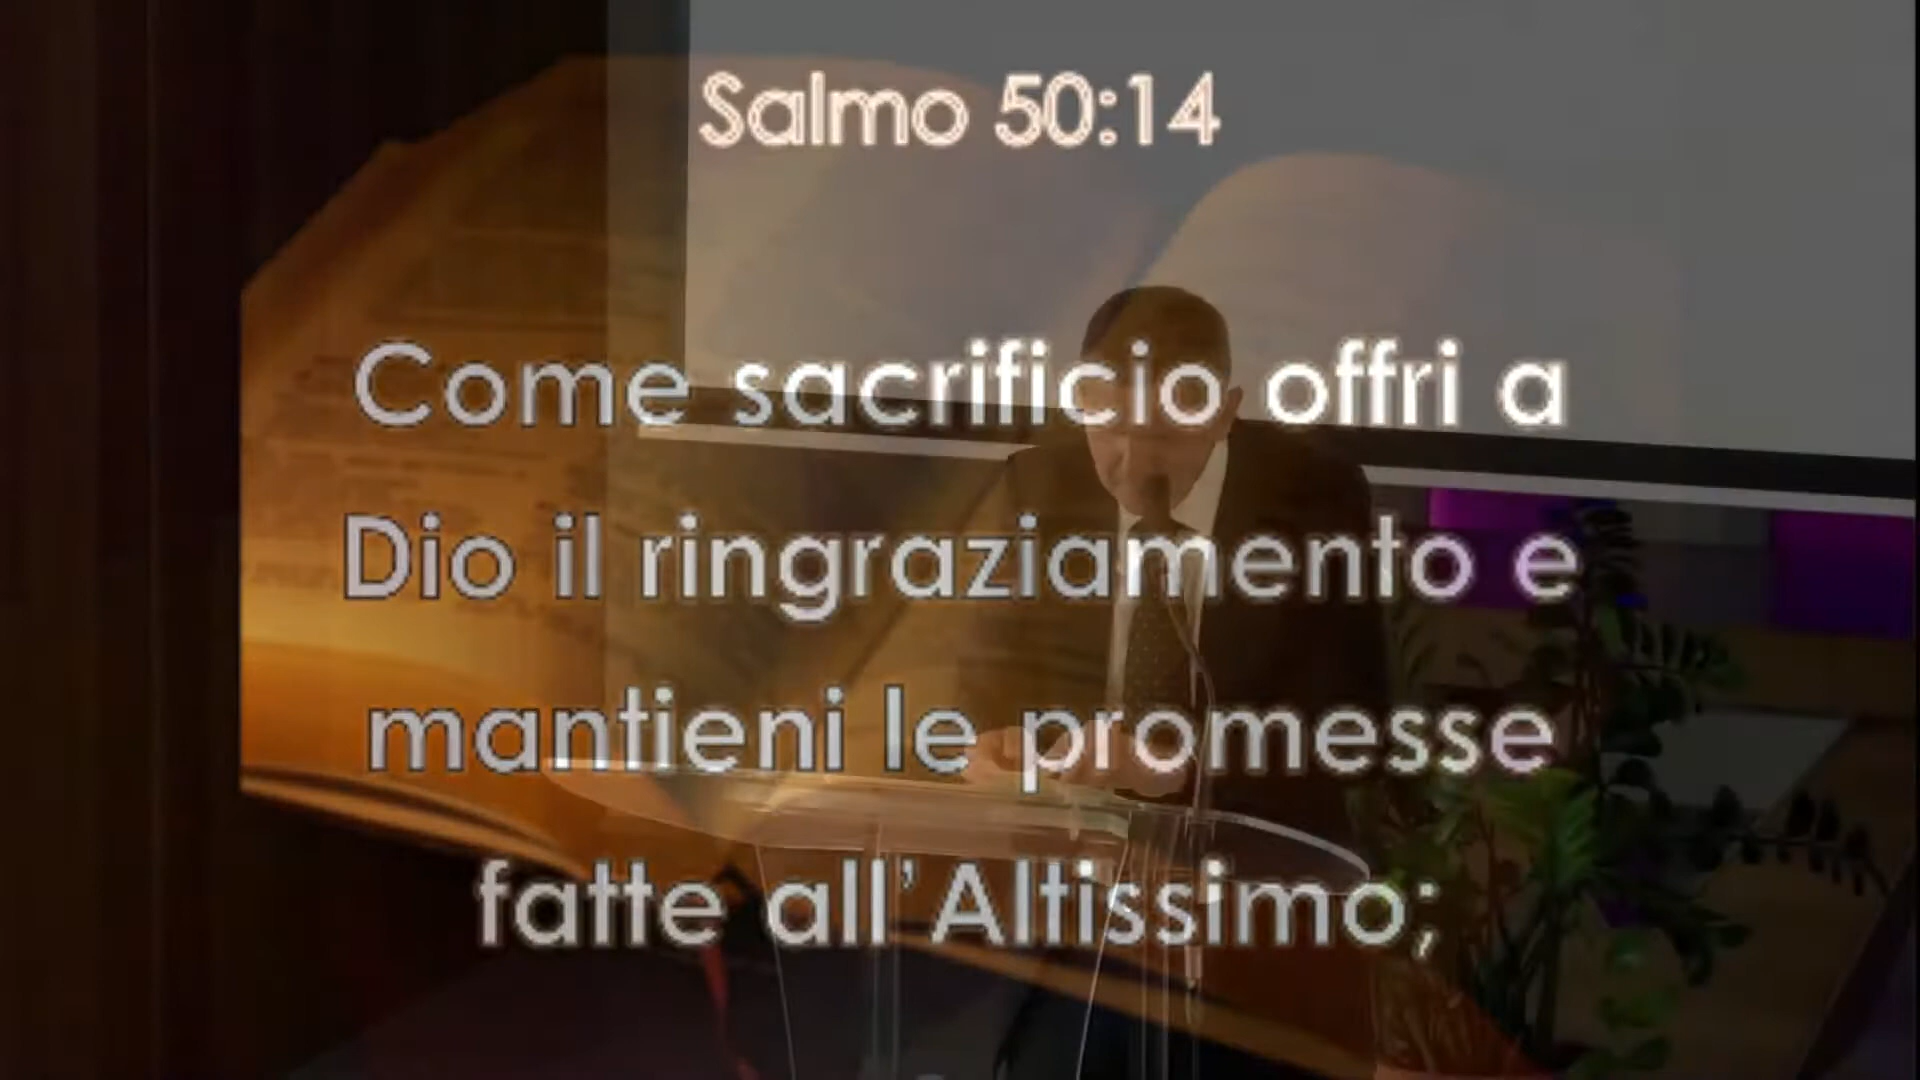 Salmo 50:14
Come sacrificio offri a
Dio il ringraziamento e
mantieni le promesse
fatte all’Altissimo;